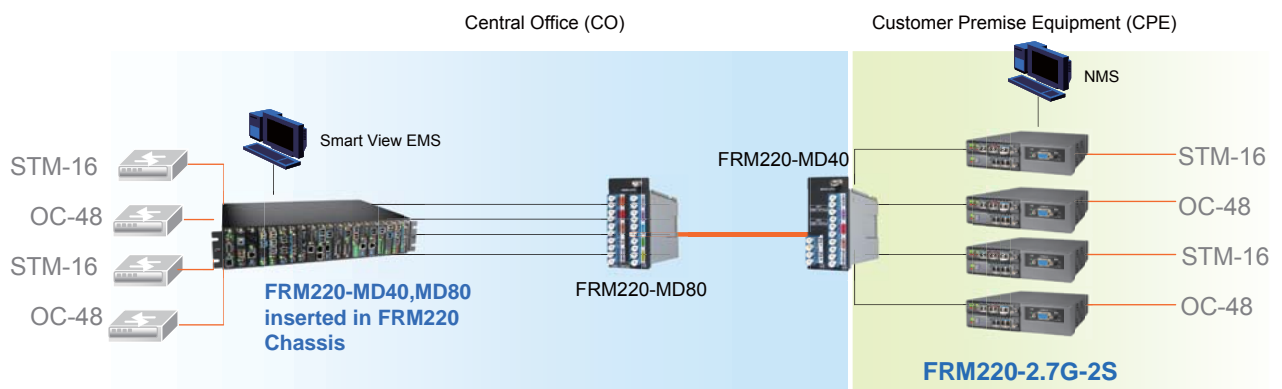 Central Office (CO)
Customer Premise Equipment (CPE)
NMS
Smart View EMS
FRM220-MD40
STM-16
OC-48
STM-16
OC-48
FRM220-MD40,MD80
inserted in FRM220
Chassis
FRM220-MD80
STM-16
OC-48
STM-16
OC-48
FRM220-2.7G-2S